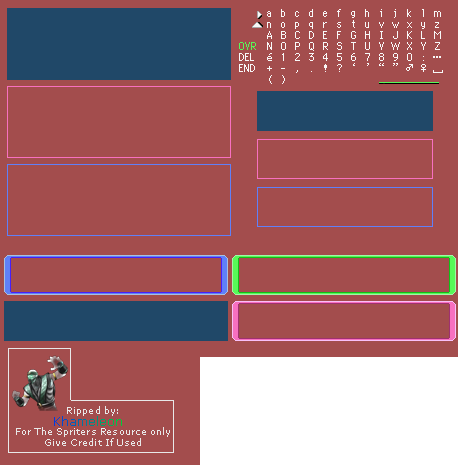 a b c d e f g h i j k l m
n o p q r s t u v w x y z
A B C D E F G H I J K L M
OVR N O P Q R S T U V W X Y Z
DEL é 1 2 3 4 5 6 7 8 9 0 : …
END + - , . ! ? ‘ ’ “ ” ♂ ♀ ⎵
( )
Ripped by:
For The Spriters Resource only
Give Credit If Used